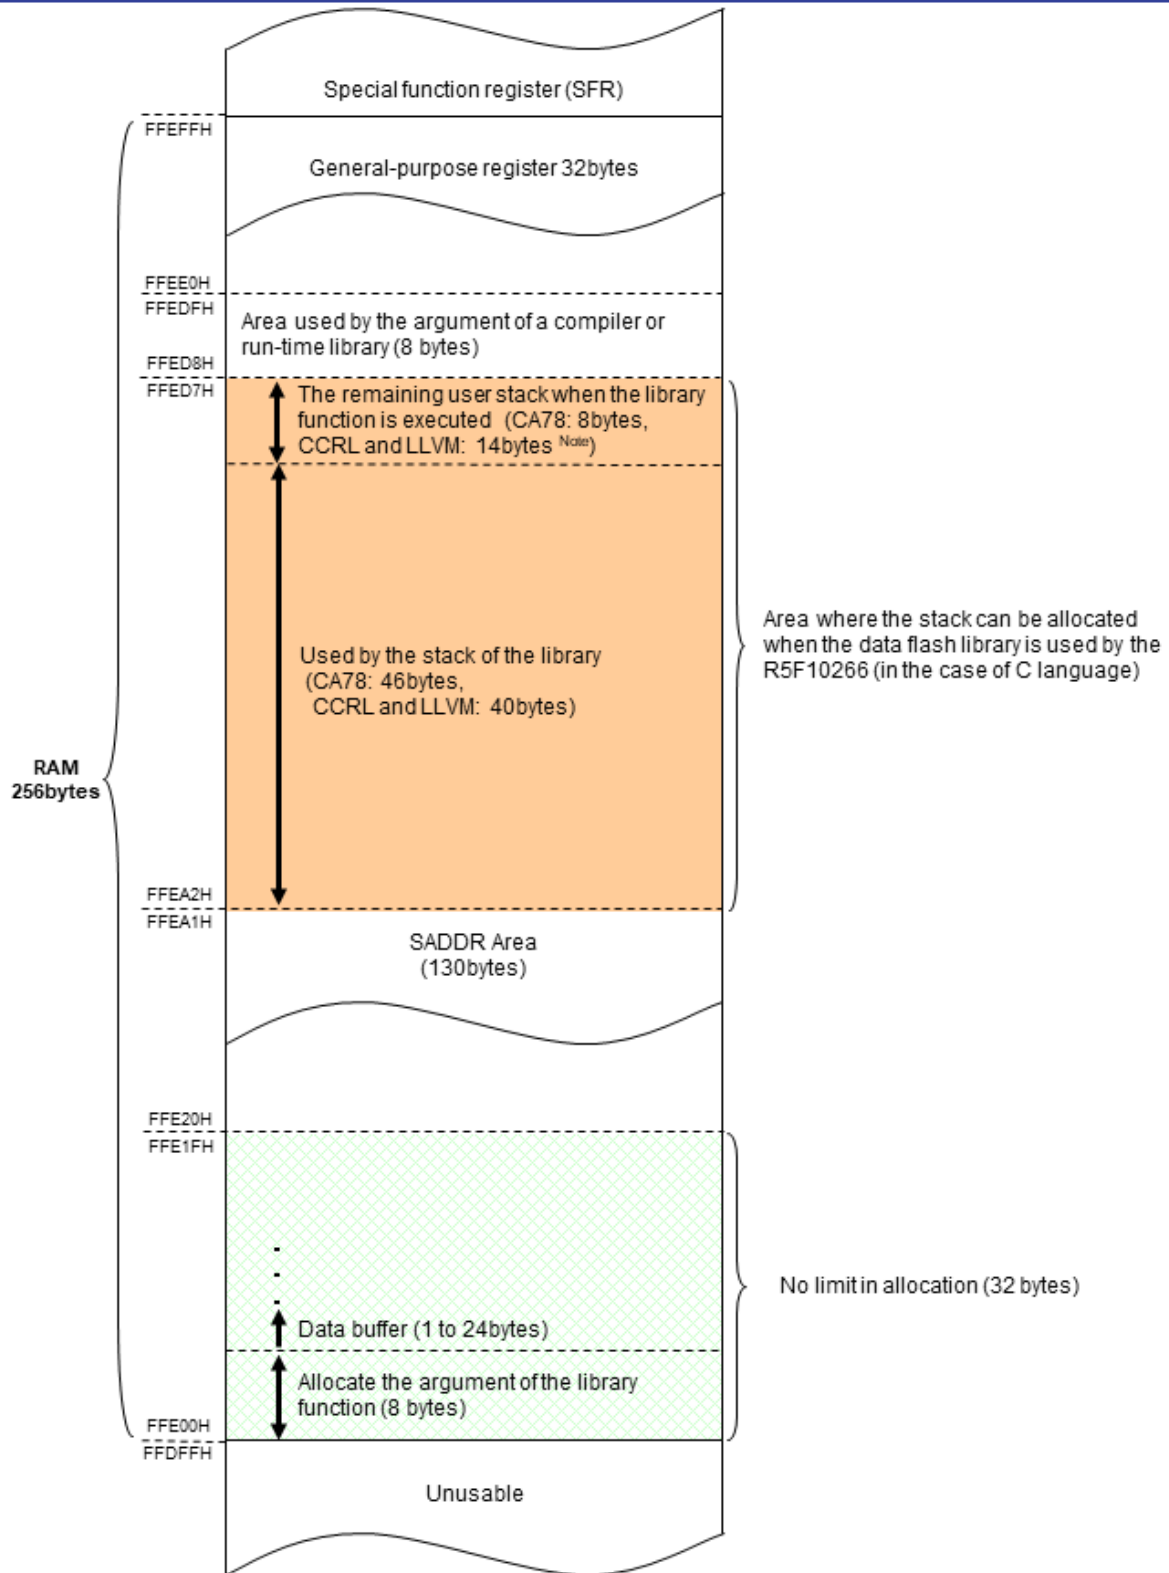 Special function register (SFR)
FFEFFH
General-purpose register 32bytes
FFEE0H
FFEDFH
Area used by the argument of a compiler or
run-time library (8 bytes)
FFED8H
FFED7H
The remaining user stack when the library
function is executed (CA78: 8bytes,
CCRL and LLVM: 14bytes Note)
Used by the stack of the library
(CA78: 46bytes,
CCRL and LLVM: 40bytes)
Area where the stack can be allocated
when the data flash library is used by the
R5F10266 (in the case of C language)
RAM
256bytes
FFEA2H
FFEA1H
SADDR Area
(130bytes)
FFE20H
FFE1FH
No limit in allocation (32 bytes)
Data buffer (1 to 24bytes)
Allocate the argument of the library
function (8 bytes)
FFE00H
FFDFFH
Unusable